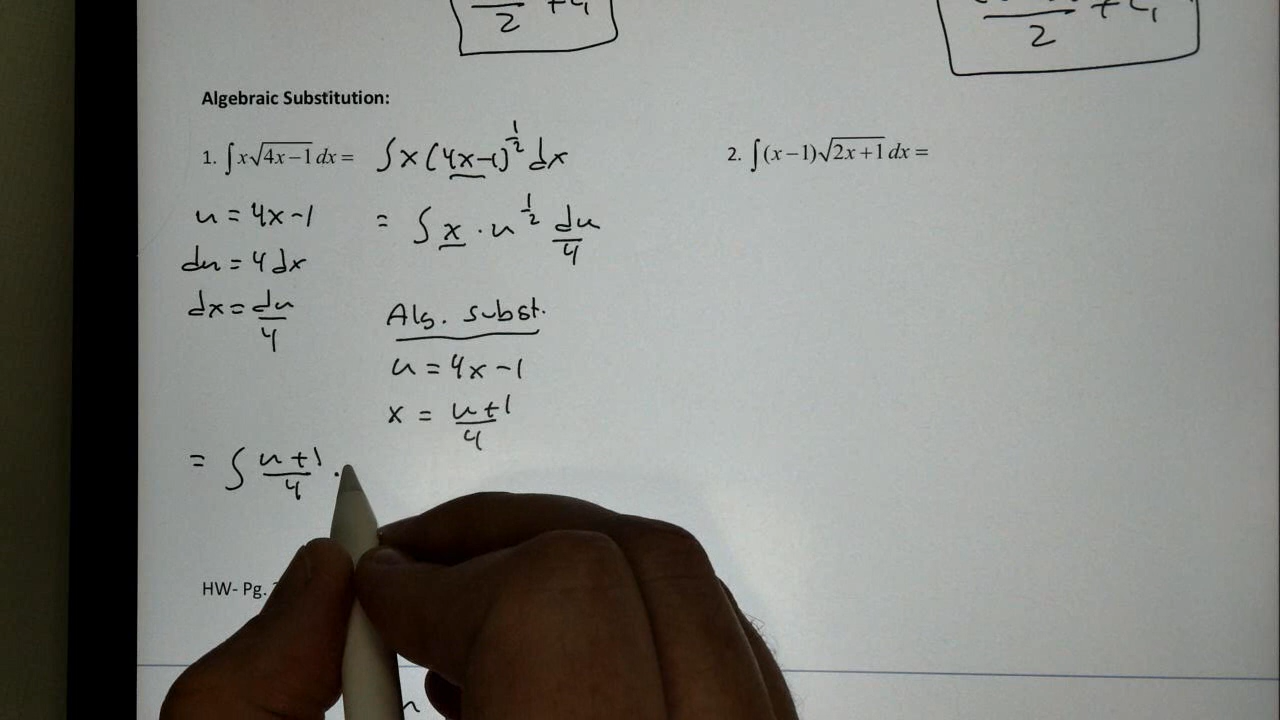 2 + C₁
2 + C₁
Algebraic Substitution:
1. ∫x√4x−1 dx = ∫x(4x-1)^½ dx
2. ∫(x−1)√2x+1 dx =
u = 4x-1
= ∫ x · u^½ du/4
du = 4dx
dx = du/4
Alg. subst.
u = 4x-1
x = u+1/4
= ∫ u+1/4 ·
HW- Pg.